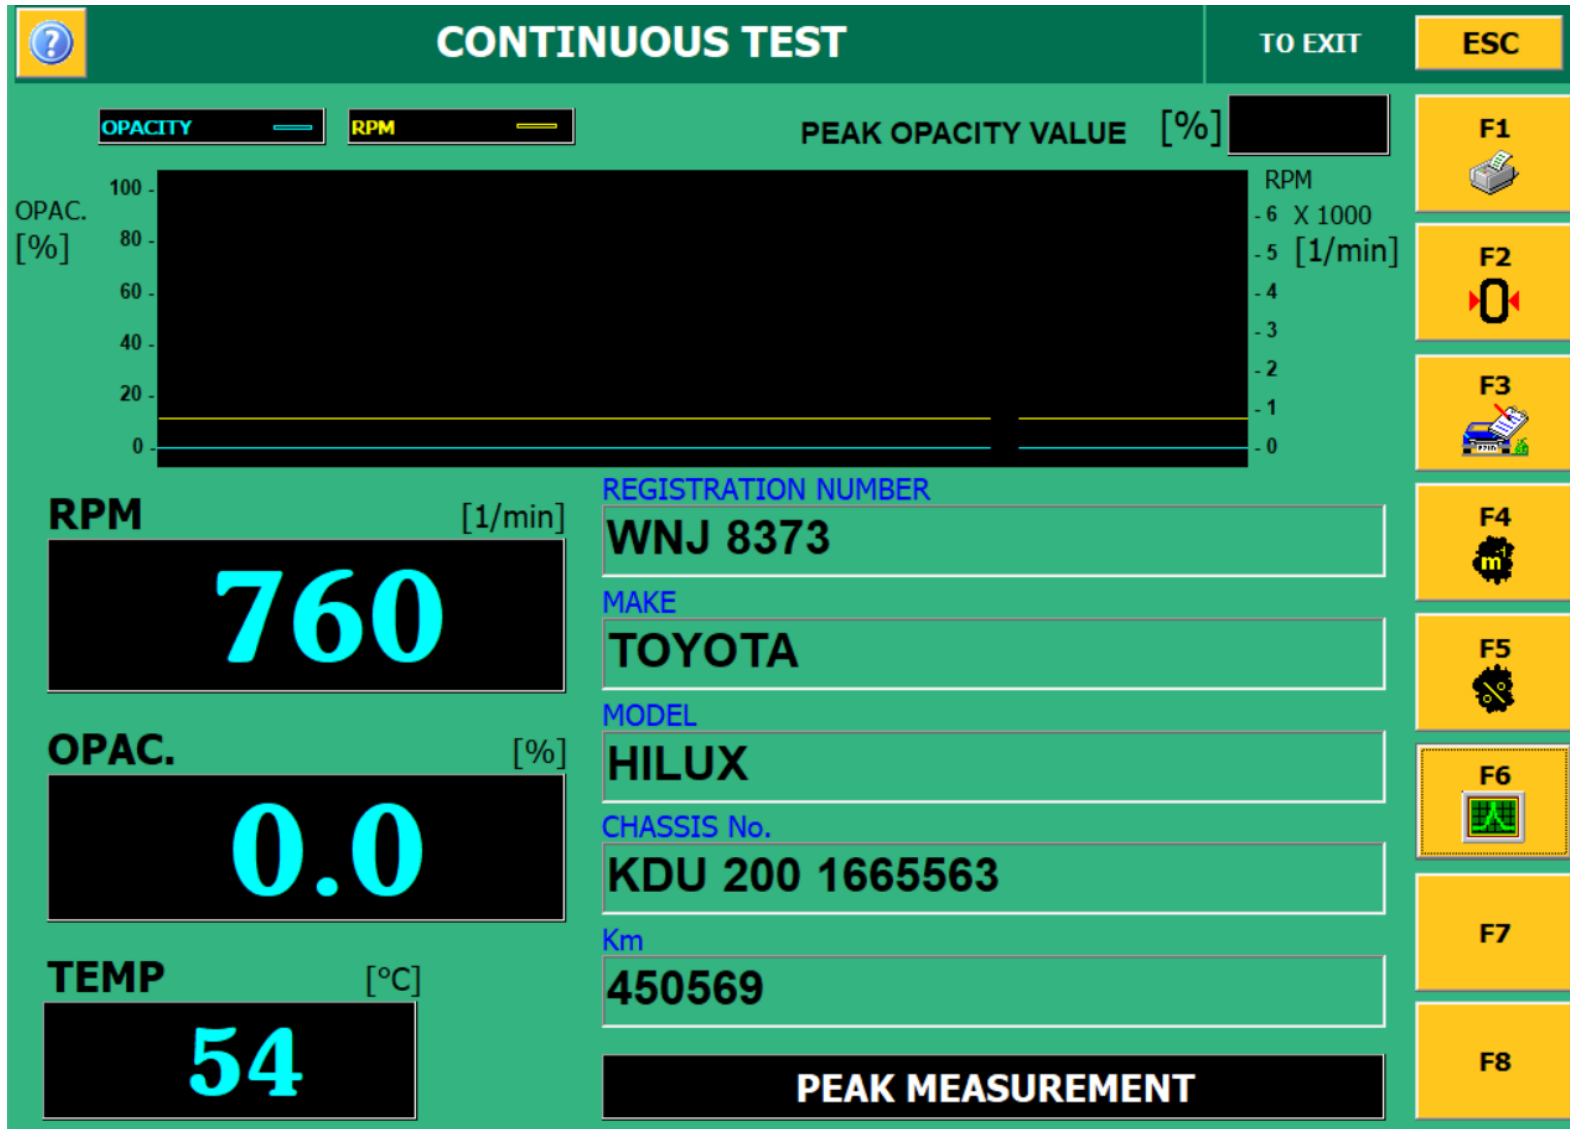 CONTINUOUS TEST
TO EXIT
ESC
OPACITY
RPM
PEAK OPACITY VALUE [%]
F1
OPAC.
[%]
100
80
60
40
20
0
RPM
X 1000
[1/min]
6
5
4
3
2
1
0
F2
0
F3
F4
m
F5
%
F6
F7
F8
RPM [1/min]
760
OPAC. [%]
0.0
TEMP [°C]
54
REGISTRATION NUMBER
WNJ 8373
MAKE
TOYOTA
MODEL
HILUX
CHASSIS No.
KDU 200 1665563
Km
450569
PEAK MEASUREMENT